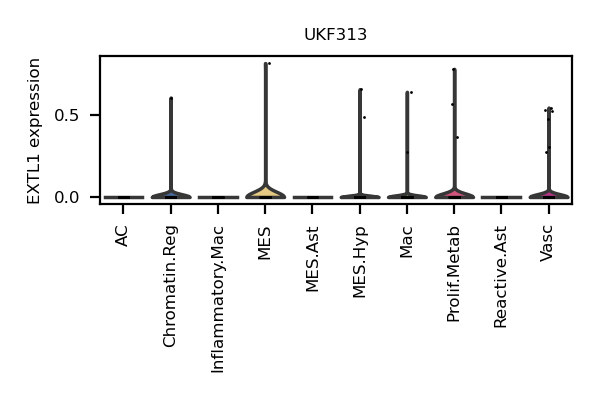 UKF313
EXTL1 expression
0.5
0.0
AC
Chromatin.Reg
Inflammatory.Mac
MES
MES.Ast
MES.Hyp
Mac
Prolif.Metab
Reactive.Ast
Vasc